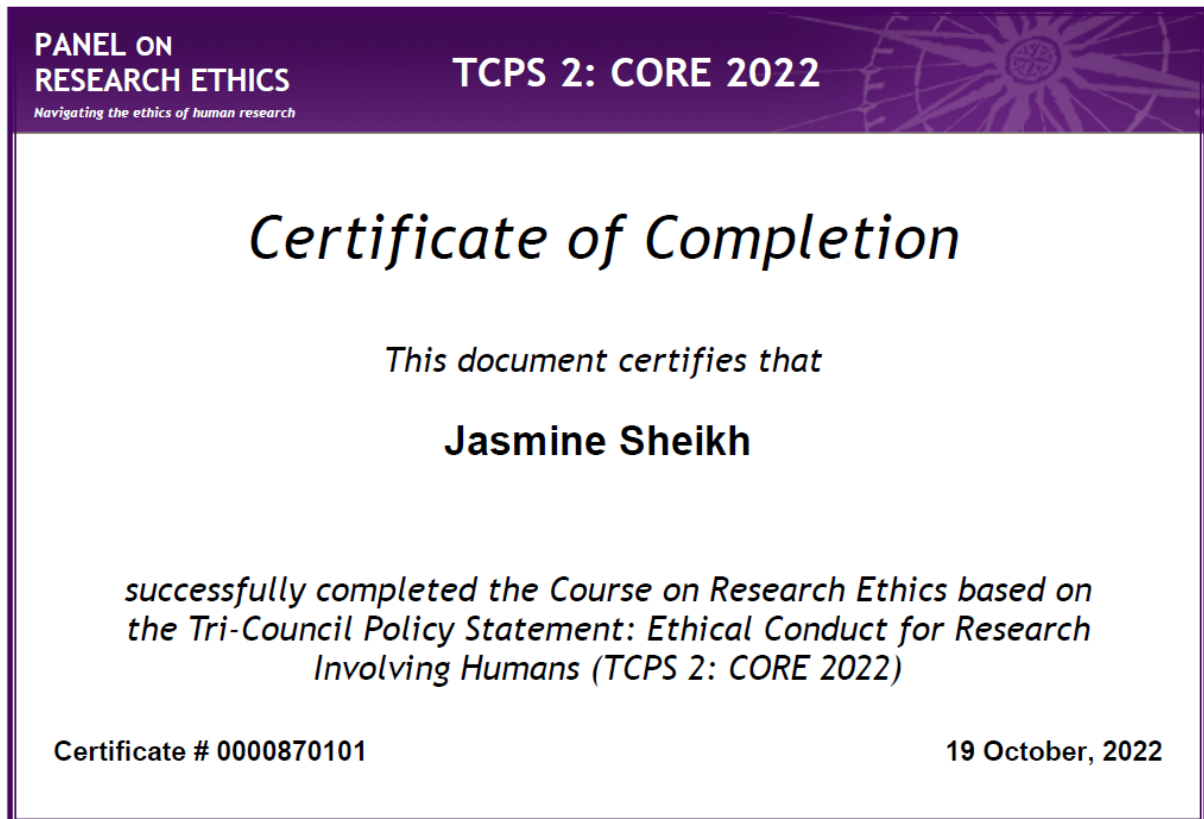 PANEL ON
RESEARCH ETHICS
Navigating the ethics of human research
TCPS 2: CORE 2022
Certificate of Completion
This document certifies that
Jasmine Sheikh
successfully completed the Course on Research Ethics based on
the Tri-Council Policy Statement: Ethical Conduct for Research
Involving Humans (TCPS 2: CORE 2022)
Certificate # 0000870101
19 October, 2022